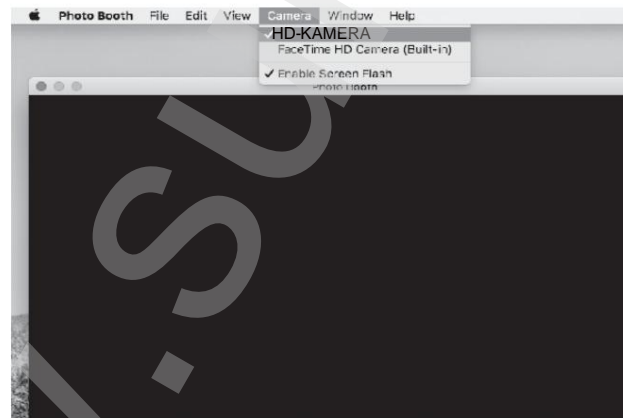 Photo Booth File Edit View Camera Window Help
✓HD-KAMERA
FaceTime HD Camera (Built-in)
✓ Enable Screen Flash
Photo Booth